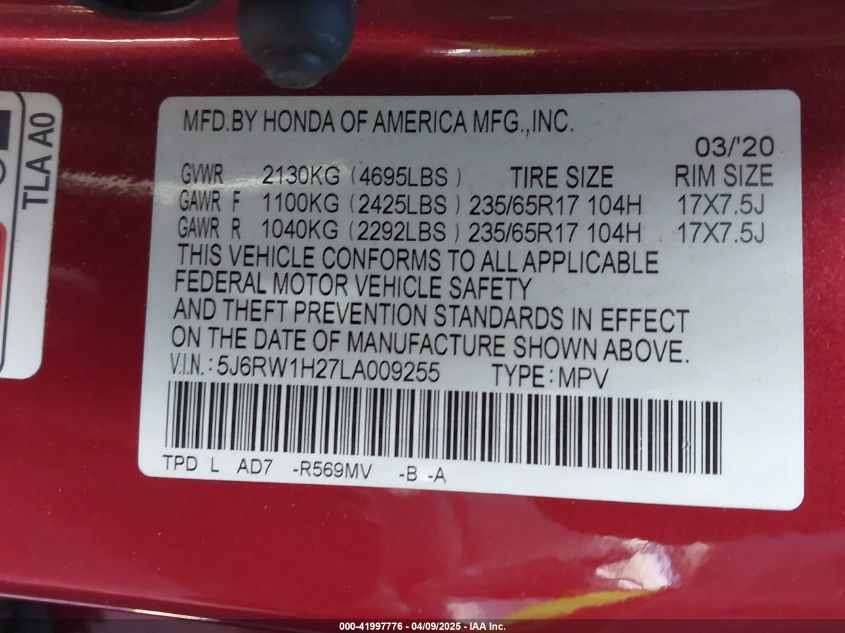 TLA A0
MFD.BY HONDA OF AMERICA MFG.,INC.
03/'20
GVWR 2130KG (4695LBS) TIRE SIZE RIM SIZE
GAWR F 1100KG (2425LBS) 235/65R17 104H 17X7.5J
GAWR R 1040KG (2292LBS) 235/65R17 104H 17X7.5J
THIS VEHICLE CONFORMS TO ALL APPLICABLE
FEDERAL MOTOR VEHICLE SAFETY
AND THEFT PREVENTION STANDARDS IN EFFECT
ON THE DATE OF MANUFACTURE SHOWN ABOVE.
V.I.N.: 5J6RW1H27LA009255 TYPE: MPV
TPD L AD7 -R569MV -B -A
000-41997776 - 04/09/2025 - IAA Inc.